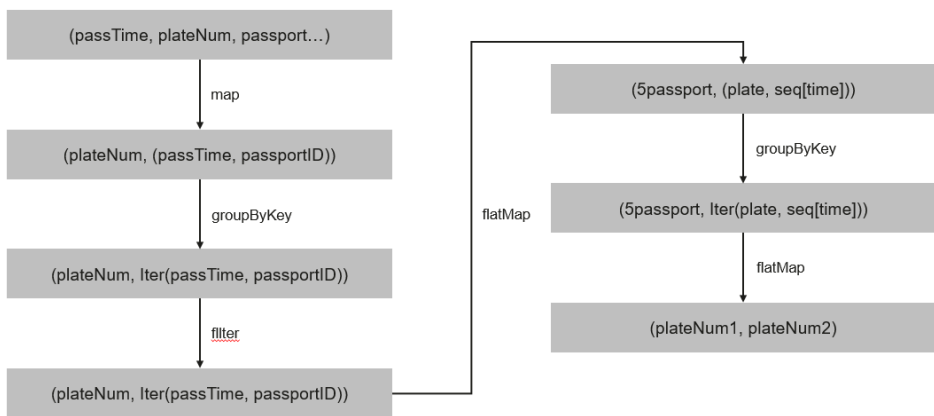 (passTime, plateNum, passport…)
map
(plateNum, (passTime, passportID))
groupByKey
(plateNum, Iter(passTime, passportID))
fllter
(plateNum, Iter(passTime, passportID))
flatMap
(5passport, (plate, seq[time]))
groupByKey
(5passport, Iter(plate, seq[time]))
flatMap
(plateNum1, plateNum2)